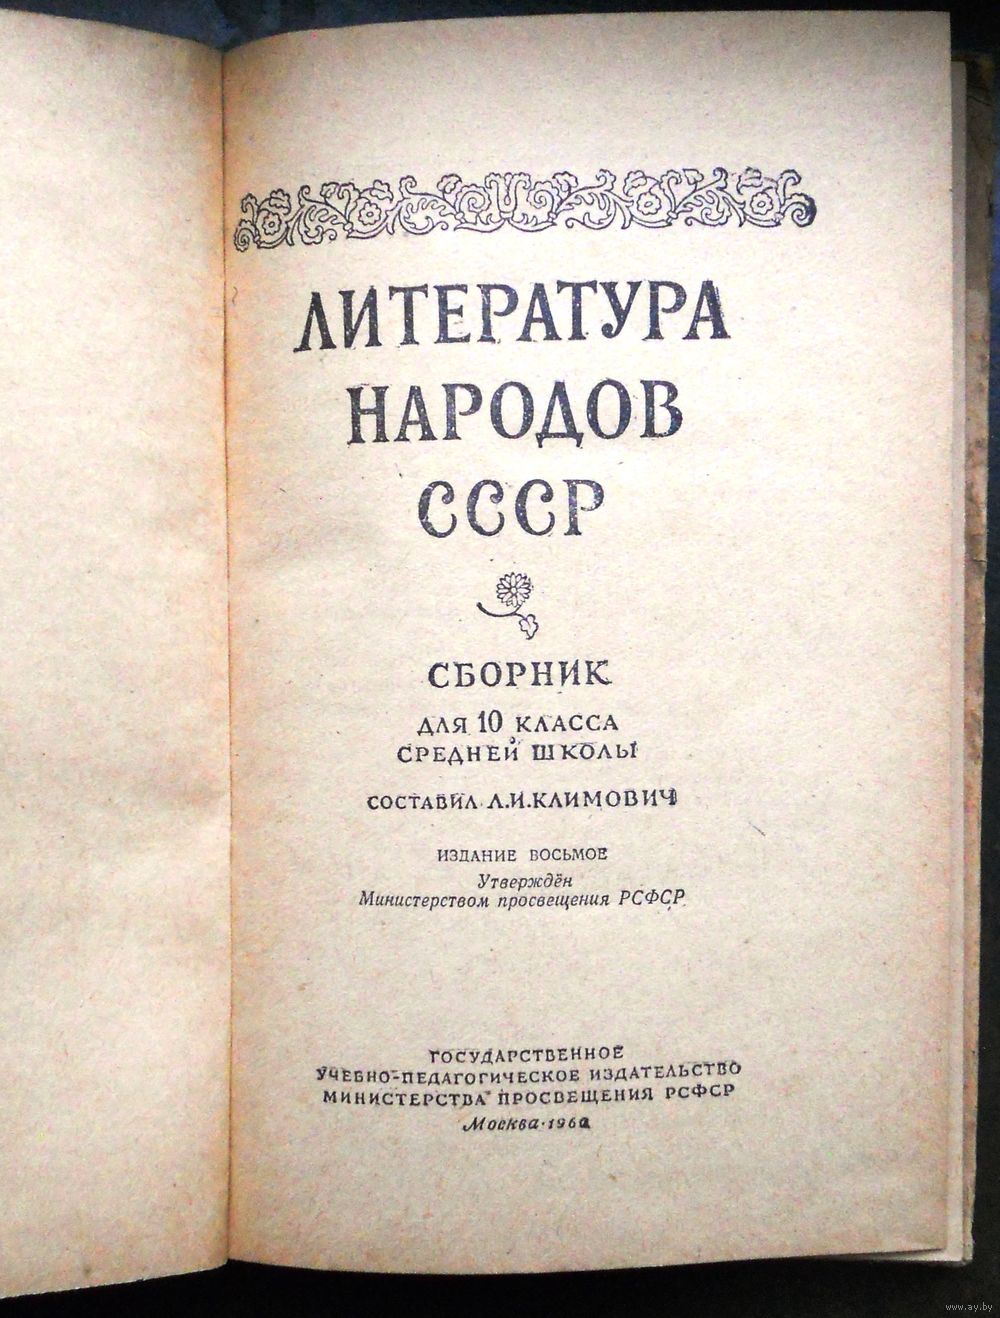 ЛИТЕРАТУРА
НАРОДОВ
СССР
СБОРНИК
ДЛЯ 10 КЛАССА
СРЕДНЕЙ ШКОЛЫ
СОСТАВИЛ Л.И.КЛИМОВИЧ
ИЗДАНИЕ ВОСЬМОЕ
Утверждён
Министерством просвещения РСФСР
ГОСУДАРСТВЕННОЕ
УЧЕБНО-ПЕДАГОГИЧЕСКОЕ ИЗДАТЕЛЬСТВО
МИНИСТЕРСТВА ПРОСВЕЩЕНИЯ РСФСР
Москва
www.ay.by